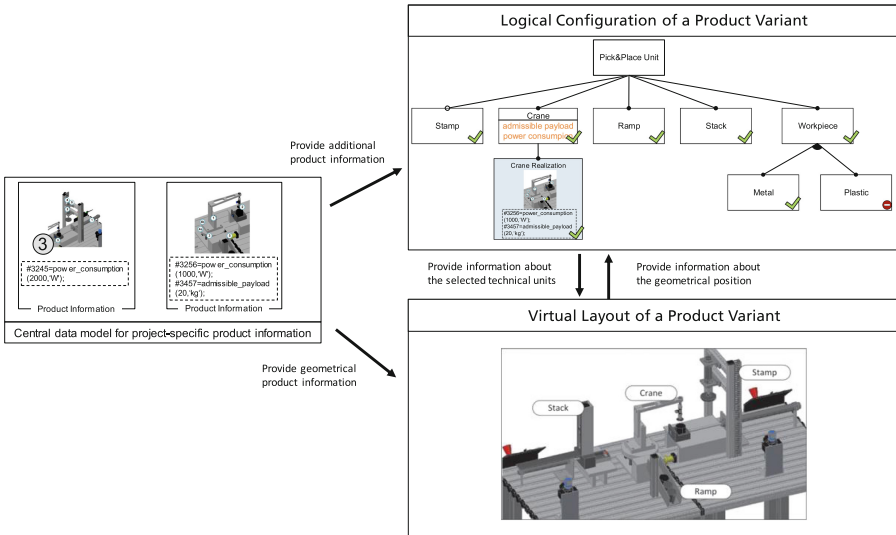 Logical Configuration of a Product Variant
Pick&Place Unit
Stamp
Crane
admissible payload
power consumption
Ramp
Stack
Workpiece
Crane Realization
#3256=power_consumption
(1000,'W');
#3457=admissible_payload
(20,'kg');
Metal
Plastic
Provide additional
product information
3
#3245=power_consumption
(2000,'W');
Product Information
#3256=power_consumption
(1000,'W');
#3457=admissible_payload
(20,'kg');
Product Information
Central data model for project-specific product information
Provide information about
the selected technical units
Provide information about
the geometrical position
Provide geometrical
product information
Virtual Layout of a Product Variant
Stamp
Crane
Stack
Ramp